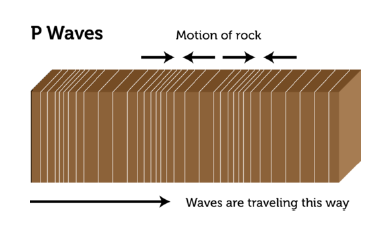 P Waves
Motion of rock
Waves are traveling this way